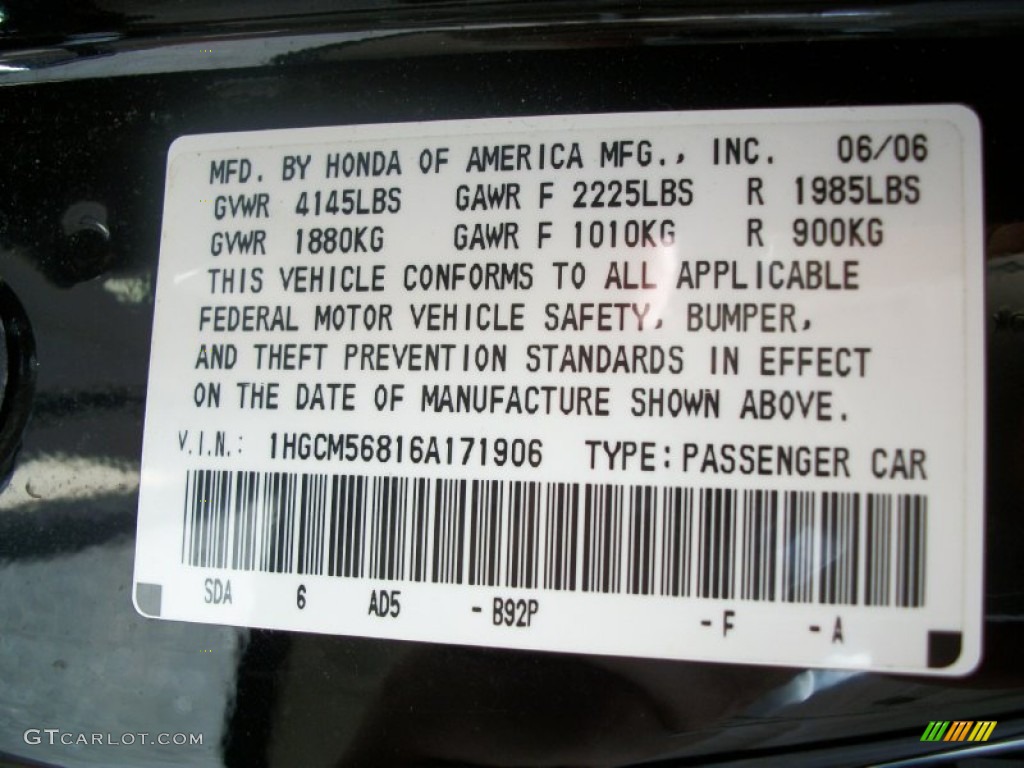 MFD. BY HONDA OF AMERICA MFG., INC. 06/06
GVWR 4145LBS GAWR F 2225LBS R 1985LBS
GVWR 1880KG GAWR F 1010KG R 900KG
THIS VEHICLE CONFORMS TO ALL APPLICABLE
FEDERAL MOTOR VEHICLE SAFETY, BUMPER,
AND THEFT PREVENTION STANDARDS IN EFFECT
ON THE DATE OF MANUFACTURE SHOWN ABOVE.
V.I.N.: 1HGCM56816A171906 TYPE: PASSENGER CAR
SDA 6 AD5 - B92P - F - A
GTCARLOT.COM